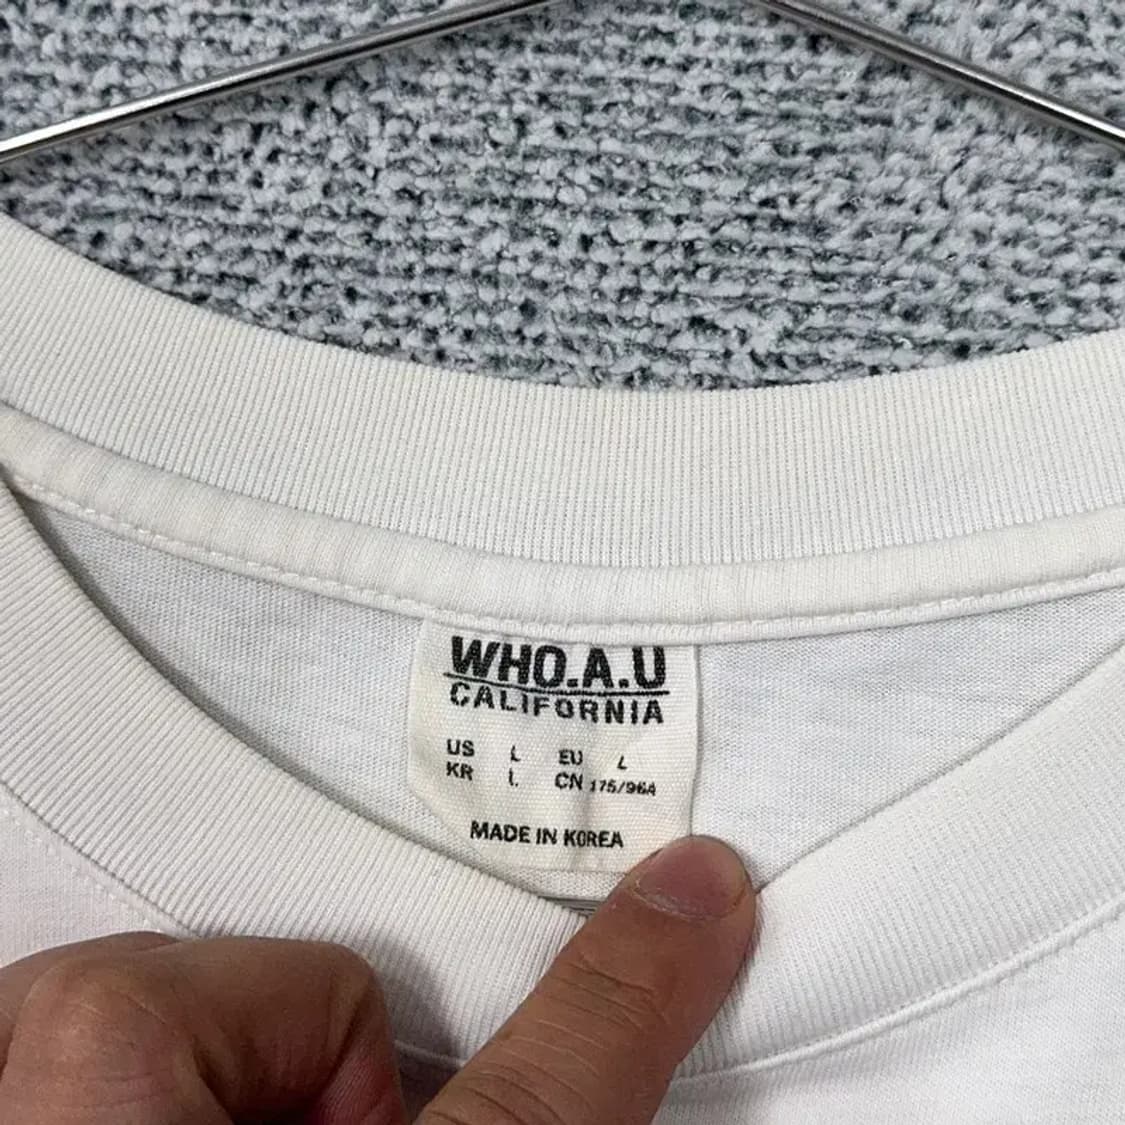 WHO.A.U
CALIFORNIA
US L EU L
KR L CN 175/96A
MADE IN KOREA